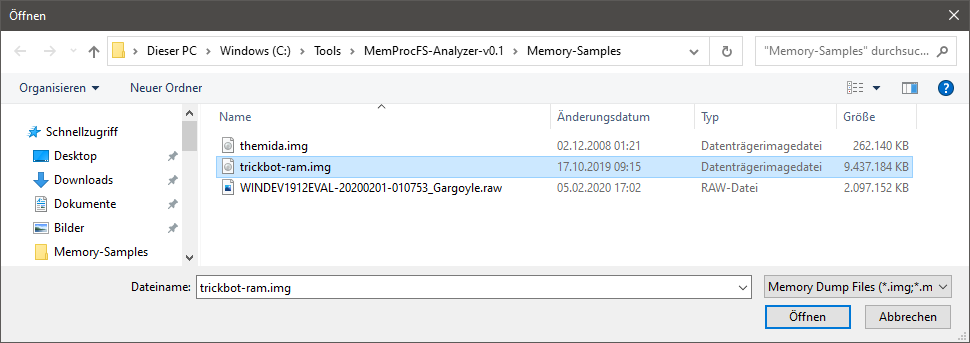 Öffnen
Dieser PC > Windows (C:) > Tools > MemProcFS-Analyzer-v0.1 > Memory-Samples
"Memory-Samples" durchsuc...
Organisieren
Neuer Ordner
?
Name Änderungsdatum Typ Größe
Schnellzugriff
Desktop
Downloads
Dokumente
Bilder
Memory-Samples
themida.img 02.12.2008 01:21 Datenträgerimagedatei 262.140 KB
trickbot-ram.img 17.10.2019 09:15 Datenträgerimagedatei 9.437.184 KB
WINDEV1912EVAL-20200201-010753_Gargoyle.raw 05.02.2020 17:02 RAW-Datei 2.097.152 KB
Dateiname: trickbot-ram.img
Memory Dump Files (*.img;*.m
Öffnen
Abbrechen